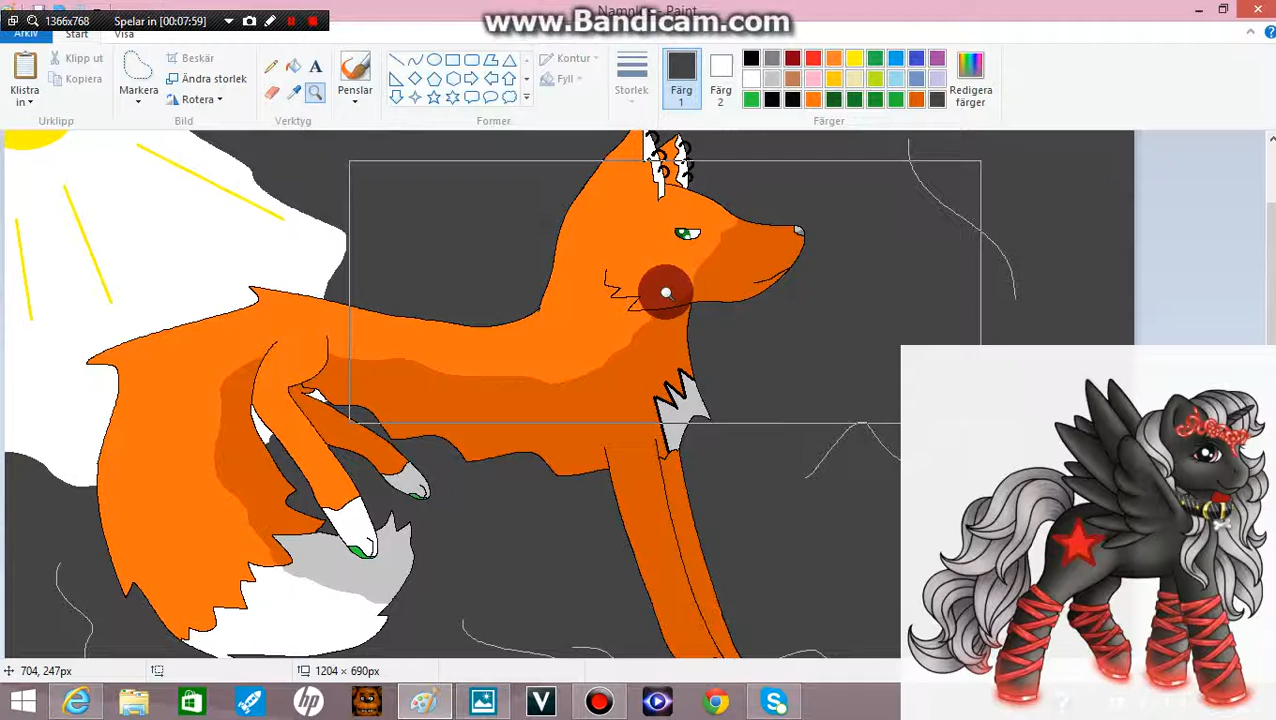 www.Bandicam.com
1366x768 Spelar in [00:07:59]
Paint
Arkiv Start Visa
Klistra in
Klipp ut
Kopiera
Urklipp
Markera
Beskär
Ändra storlek
Rotera
Bild
A
Verktyg
Penslar
Former
Kontur
Fyll
Storlek
Färg 1
Färg 2
Redigera färger
Färger
704, 247px
1204 × 690px
hp
V